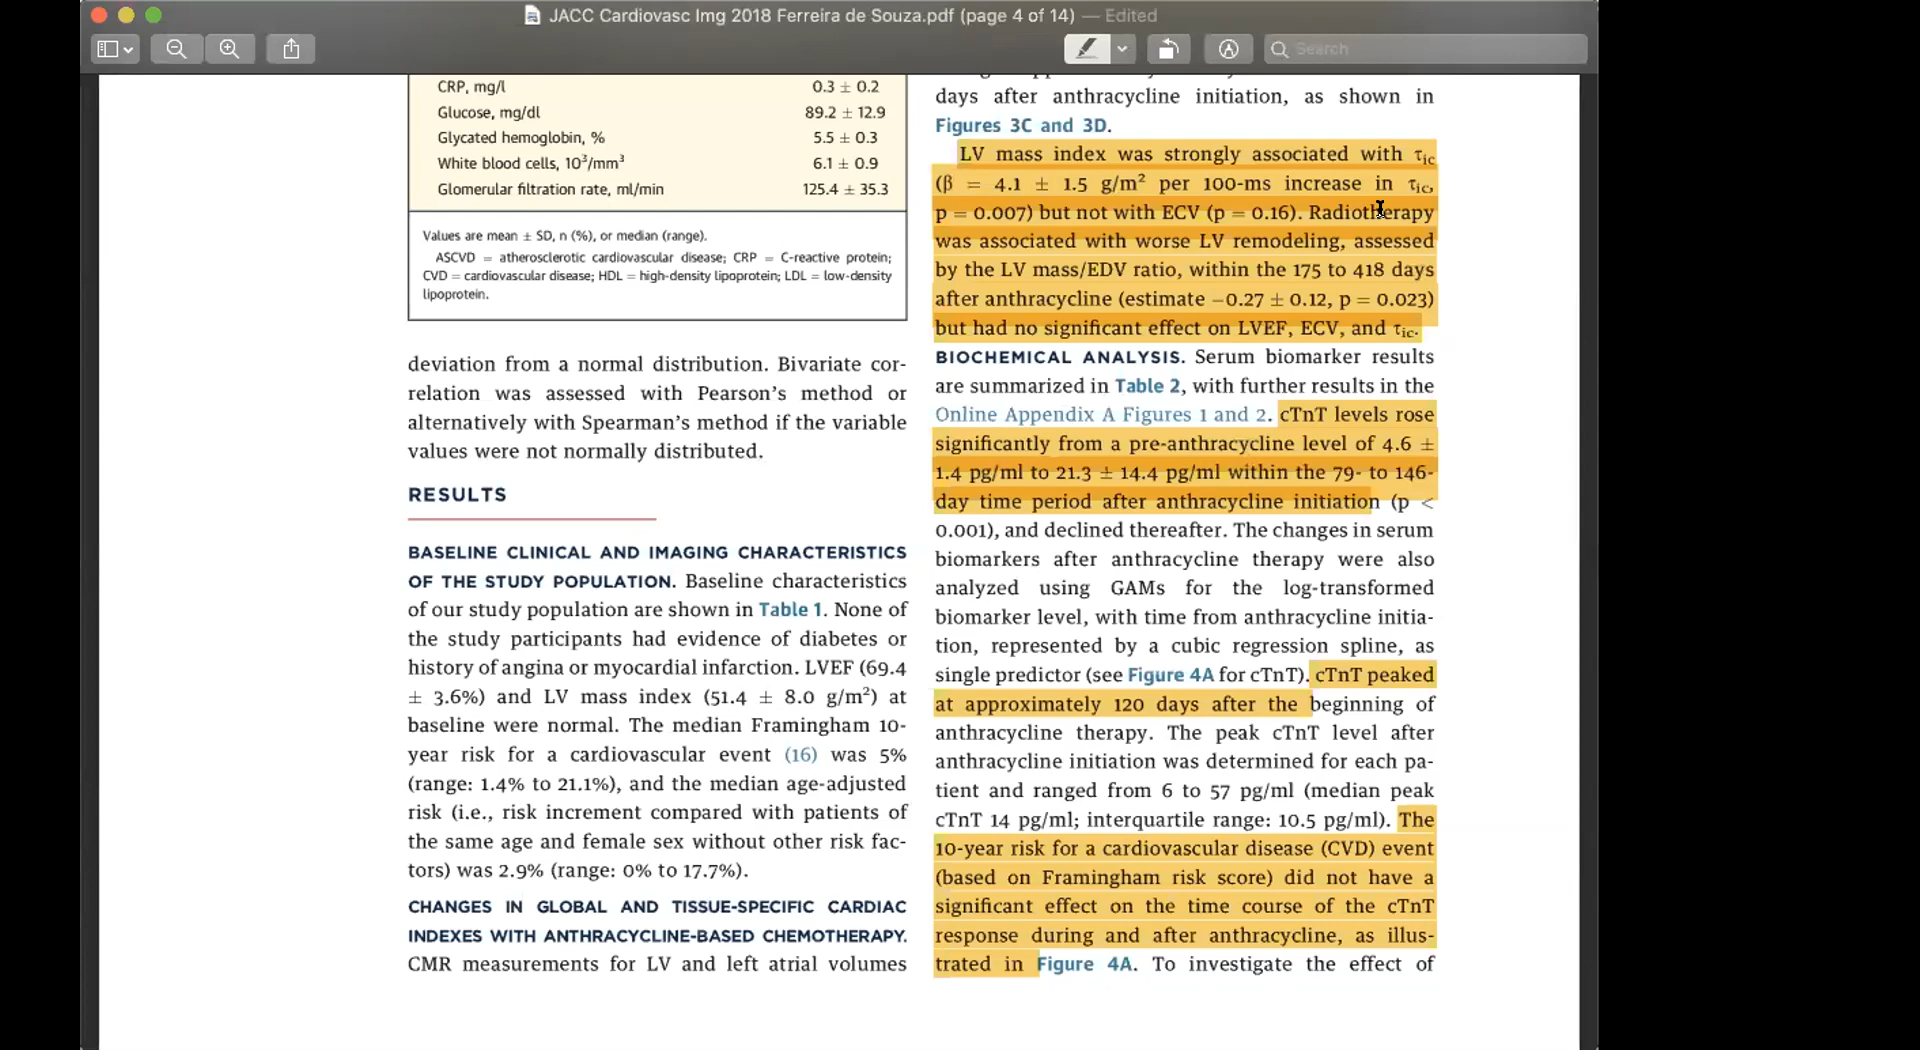 JACC Cardiovasc Img 2018 Ferreira de Souza.pdf (page 4 of 14) — Edited
Search
CRP, mg/l 0.3 ± 0.2
Glucose, mg/dl 89.2 ± 12.9
Glycated hemoglobin, % 5.5 ± 0.3
White blood cells, 10³/mm³ 6.1 ± 0.9
Glomerular filtration rate, ml/min 125.4 ± 35.3
Values are mean ± SD, n (%), or median (range).
ASCVD = atherosclerotic cardiovascular disease; CRP = C-reactive protein;
CVD = cardiovascular disease; HDL = high-density lipoprotein; LDL = low-density
lipoprotein.
deviation from a normal distribution. Bivariate cor-
relation was assessed with Pearson's method or
alternatively with Spearman's method if the variable
values were not normally distributed.
RESULTS
BASELINE CLINICAL AND IMAGING CHARACTERISTICS
OF THE STUDY POPULATION. Baseline characteristics
of our study population are shown in Table 1. None of
the study participants had evidence of diabetes or
history of angina or myocardial infarction. LVEF (69.4
± 3.6%) and LV mass index (51.4 ± 8.0 g/m²) at
baseline were normal. The median Framingham 10-
year risk for a cardiovascular event (16) was 5%
(range: 1.4% to 21.1%), and the median age-adjusted
risk (i.e., risk increment compared with patients of
the same age and female sex without other risk fac-
tors) was 2.9% (range: 0% to 17.7%).
CHANGES IN GLOBAL AND TISSUE-SPECIFIC CARDIAC
INDEXES WITH ANTHRACYCLINE-BASED CHEMOTHERAPY.
CMR measurements for LV and left atrial volumes
days after anthracycline initiation, as shown in
Figures 3C and 3D.
LV mass index was strongly associated with τic
(β = 4.1 ± 1.5 g/m² per 100-ms increase in τic,
p = 0.007) but not with ECV (p = 0.16). Radiotherapy
was associated with worse LV remodeling, assessed
by the LV mass/EDV ratio, within the 175 to 418 days
after anthracycline (estimate −0.27 ± 0.12, p = 0.023)
but had no significant effect on LVEF, ECV, and τic.
BIOCHEMICAL ANALYSIS. Serum biomarker results
are summarized in Table 2, with further results in the
Online Appendix A Figures 1 and 2. cTnT levels rose
significantly from a pre-anthracycline level of 4.6 ±
1.4 pg/ml to 21.3 ± 14.4 pg/ml within the 79- to 146-
day time period after anthracycline initiation (p <
0.001), and declined thereafter. The changes in serum
biomarkers after anthracycline therapy were also
analyzed using GAMs for the log-transformed
biomarker level, with time from anthracycline initia-
tion, represented by a cubic regression spline, as
single predictor (see Figure 4A for cTnT). cTnT peaked
at approximately 120 days after the beginning of
anthracycline therapy. The peak cTnT level after
anthracycline initiation was determined for each pa-
tient and ranged from 6 to 57 pg/ml (median peak
cTnT 14 pg/ml; interquartile range: 10.5 pg/ml). The
10-year risk for a cardiovascular disease (CVD) event
(based on Framingham risk score) did not have a
significant effect on the time course of the cTnT
response during and after anthracycline, as illus-
trated in Figure 4A. To investigate the effect of